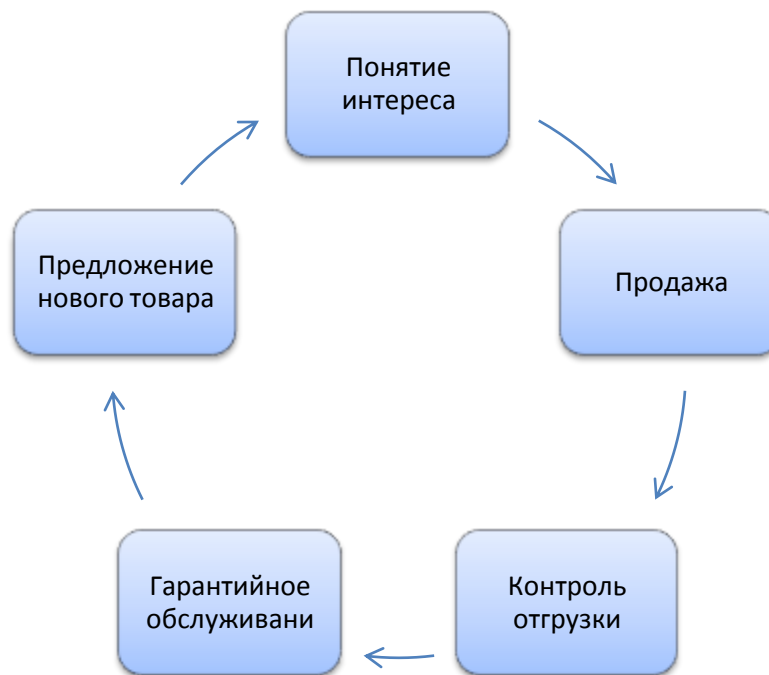 Понятие
интереса
Продажа
Контроль
отгрузки
Гарантийное
обслуживани
Предложение
нового товара